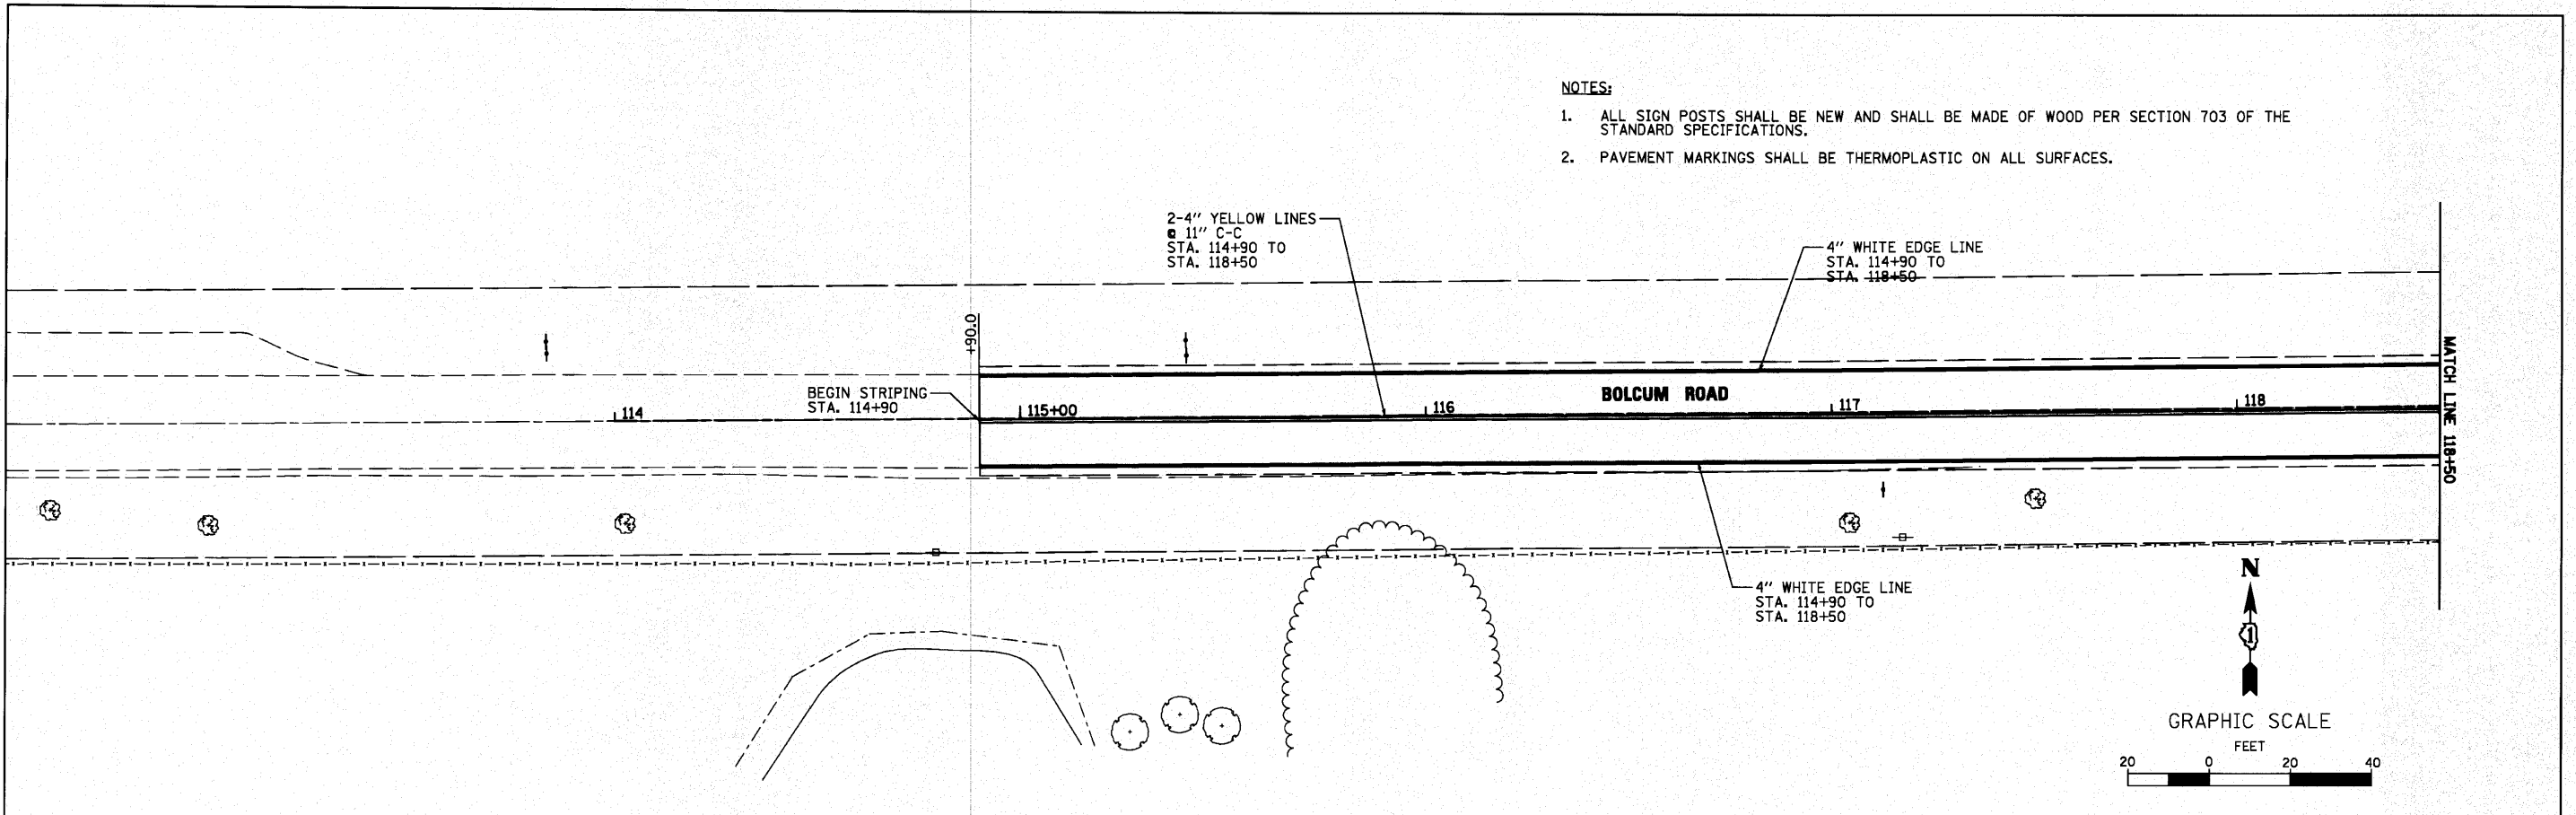 NOTES:
1. ALL SIGN POSTS SHALL BE NEW AND SHALL BE MADE OF WOOD PER SECTION 703 OF THE
STANDARD SPECIFICATIONS.
2. PAVEMENT MARKINGS SHALL BE THERMOPLASTIC ON ALL SURFACES.
2-4" YELLOW LINES
@ 11" C-C
STA. 114+90 TO
STA. 118+50
4" WHITE EDGE LINE
STA. 114+90 TO
STA. 118+50
+90.0
BEGIN STRIPING
STA. 114+90
BOLCUM ROAD
114
115+00
116
117
118
MATCH LINE 118+50
4" WHITE EDGE LINE
STA. 114+90 TO
STA. 118+50
N
1
GRAPHIC SCALE
FEET
20 0 20 40